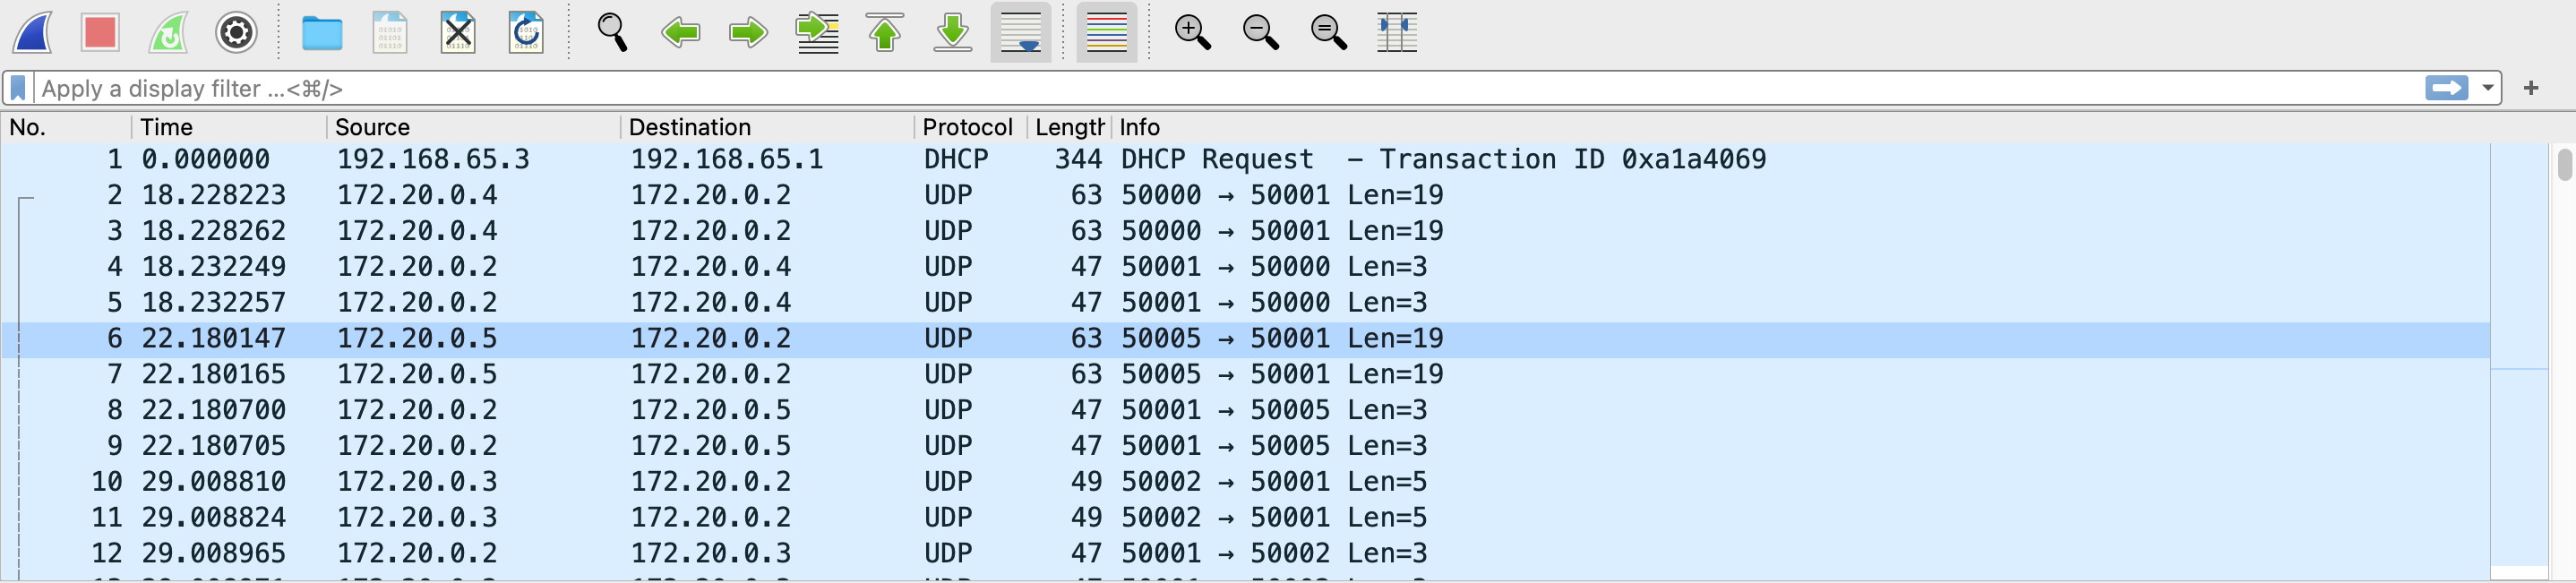 Apply a display filter ...<⌘/>
No. Time Source Destination Protocol Length Info
1 0.000000 192.168.65.3 192.168.65.1 DHCP 344 DHCP Request – Transaction ID 0xa1a4069
2 18.228223 172.20.0.4 172.20.0.2 UDP 63 50000 → 50001 Len=19
3 18.228262 172.20.0.4 172.20.0.2 UDP 63 50000 → 50001 Len=19
4 18.232249 172.20.0.2 172.20.0.4 UDP 47 50001 → 50000 Len=3
5 18.232257 172.20.0.2 172.20.0.4 UDP 47 50001 → 50000 Len=3
6 22.180147 172.20.0.5 172.20.0.2 UDP 63 50005 → 50001 Len=19
7 22.180165 172.20.0.5 172.20.0.2 UDP 63 50005 → 50001 Len=19
8 22.180700 172.20.0.2 172.20.0.5 UDP 47 50001 → 50005 Len=3
9 22.180705 172.20.0.2 172.20.0.5 UDP 47 50001 → 50005 Len=3
10 29.008810 172.20.0.3 172.20.0.2 UDP 49 50002 → 50001 Len=5
11 29.008824 172.20.0.3 172.20.0.2 UDP 49 50002 → 50001 Len=5
12 29.008965 172.20.0.2 172.20.0.3 UDP 47 50001 → 50002 Len=3